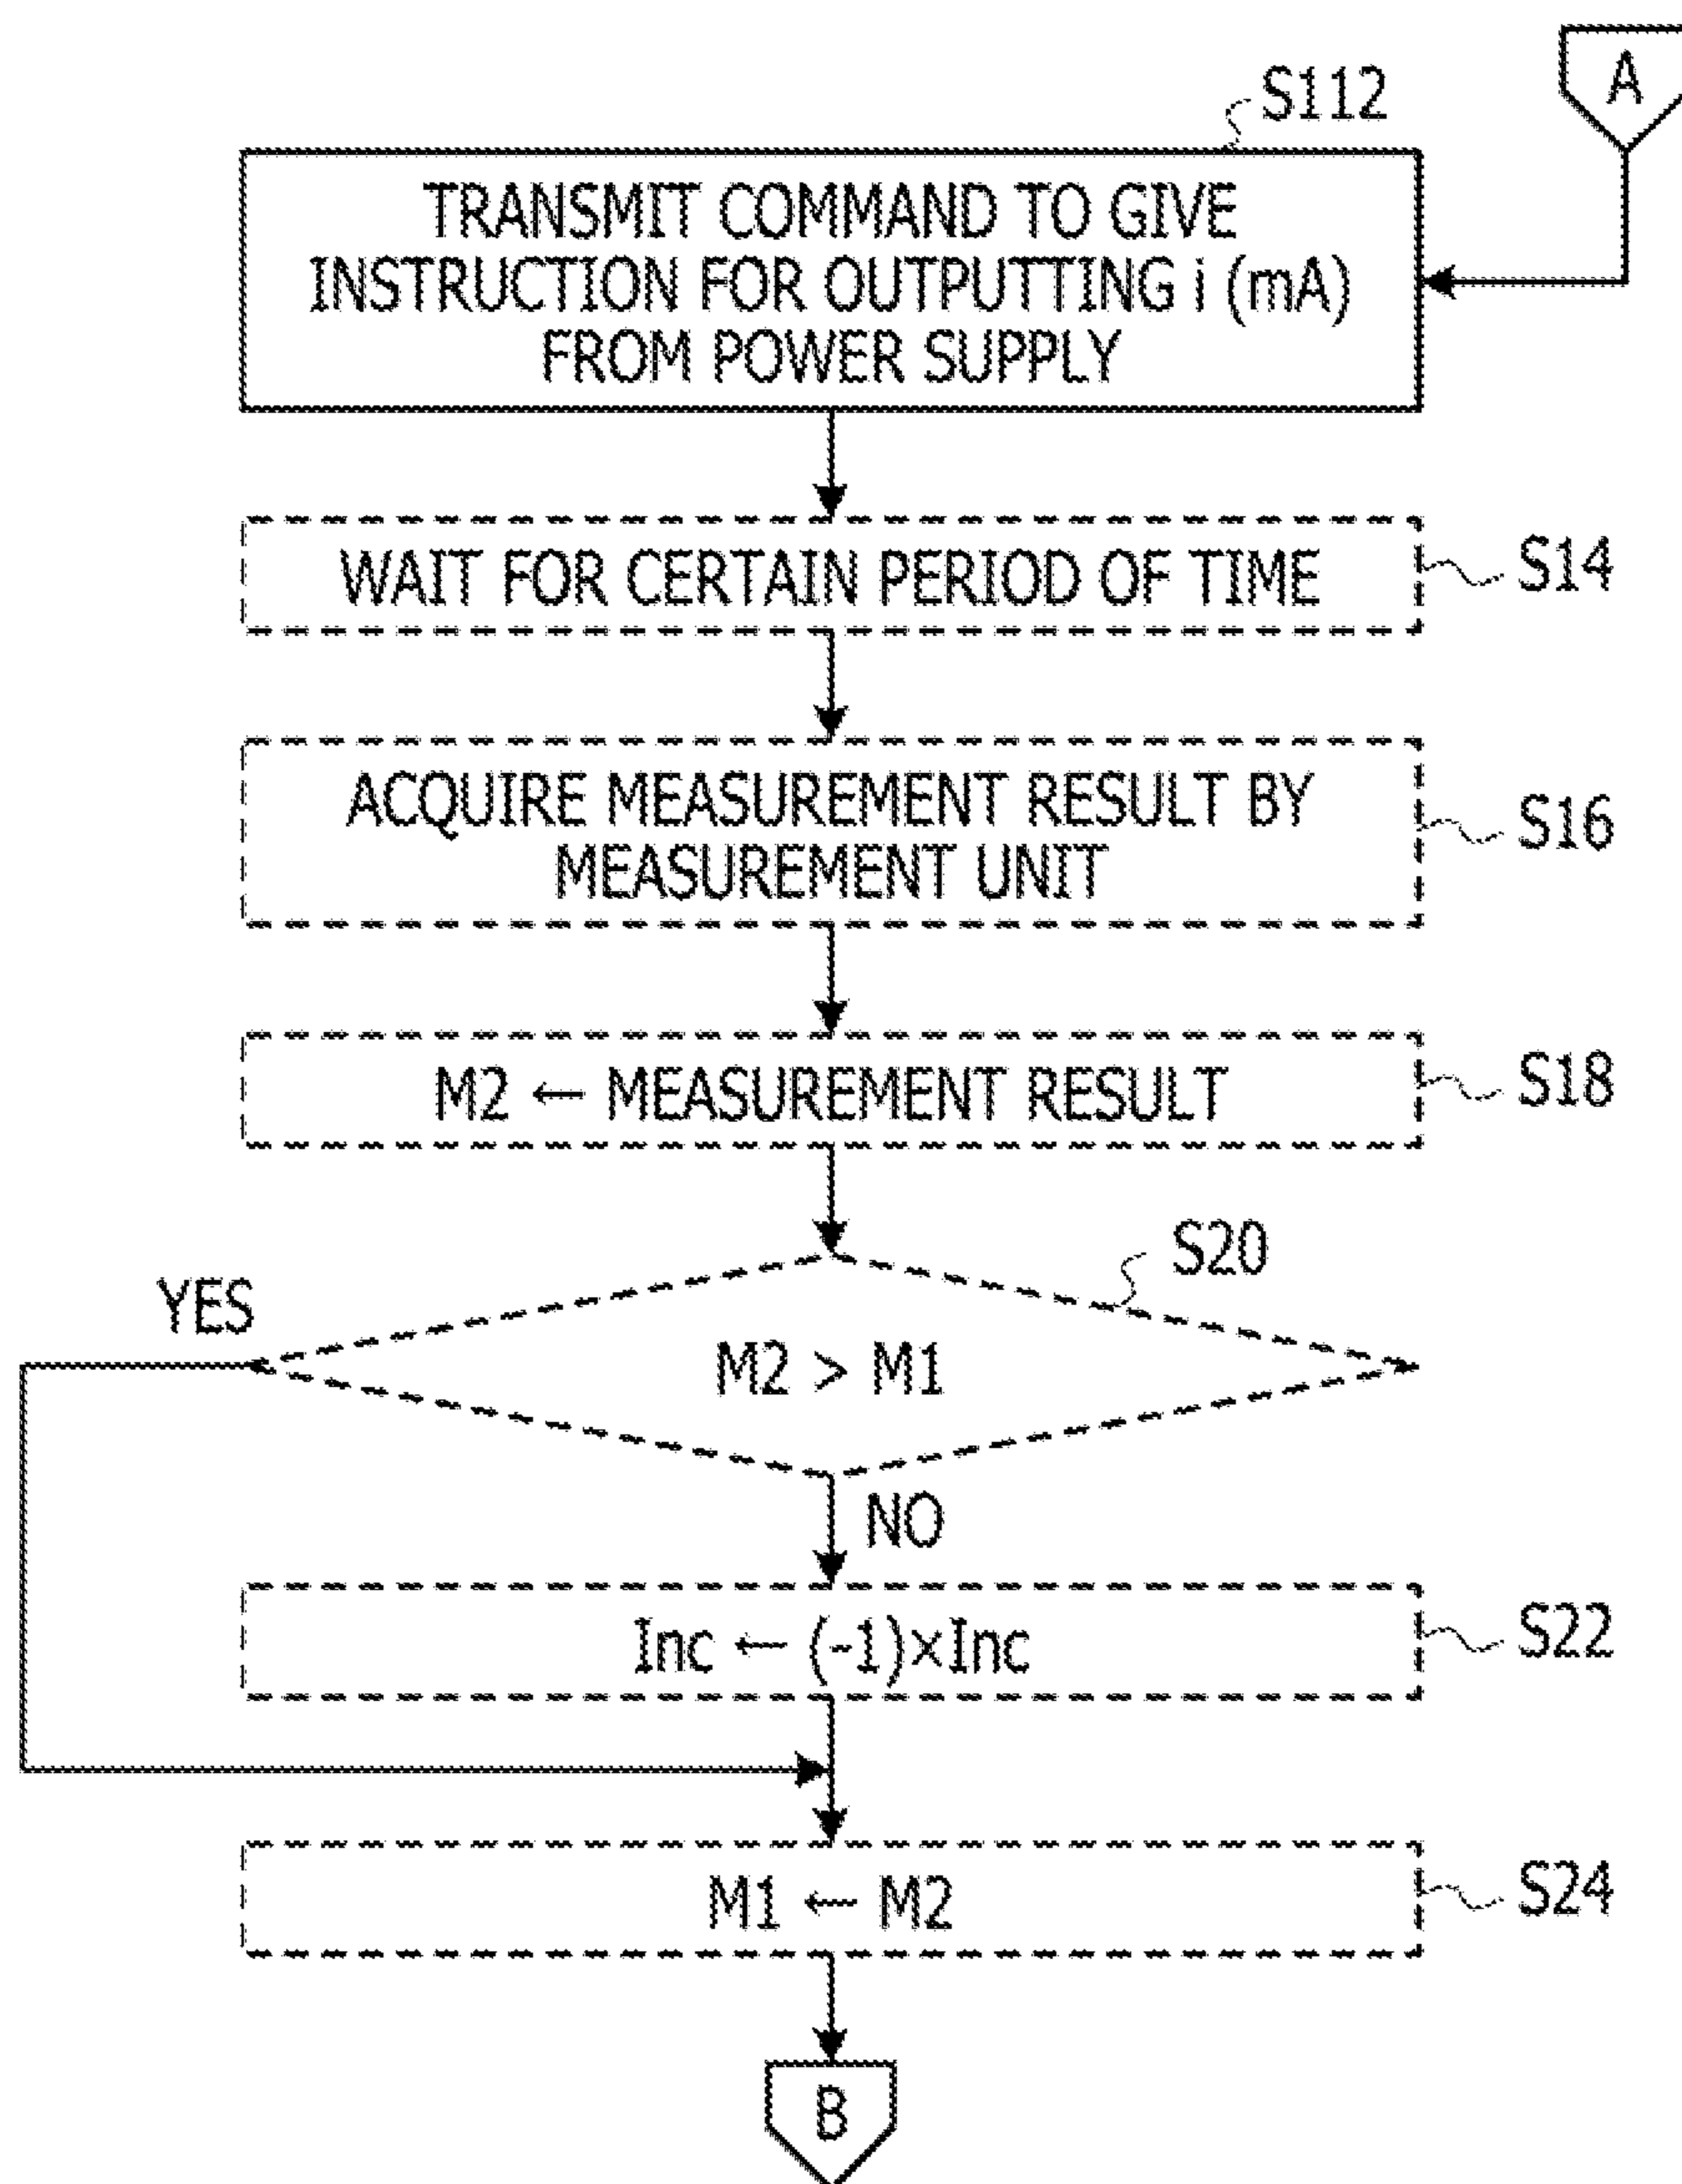 A
S112
TRANSMIT COMMAND TO GIVE
INSTRUCTION FOR OUTPUTTING i (mA)
FROM POWER SUPPLY
WAIT FOR CERTAIN PERIOD OF TIME
S14
ACQUIRE MEASUREMENT RESULT BY
MEASUREMENT UNIT
S16
M2 ← MEASUREMENT RESULT
S18
S20
YES
M2 > M1
NO
Inc ← (-1)×Inc
S22
M1 ← M2
S24
B